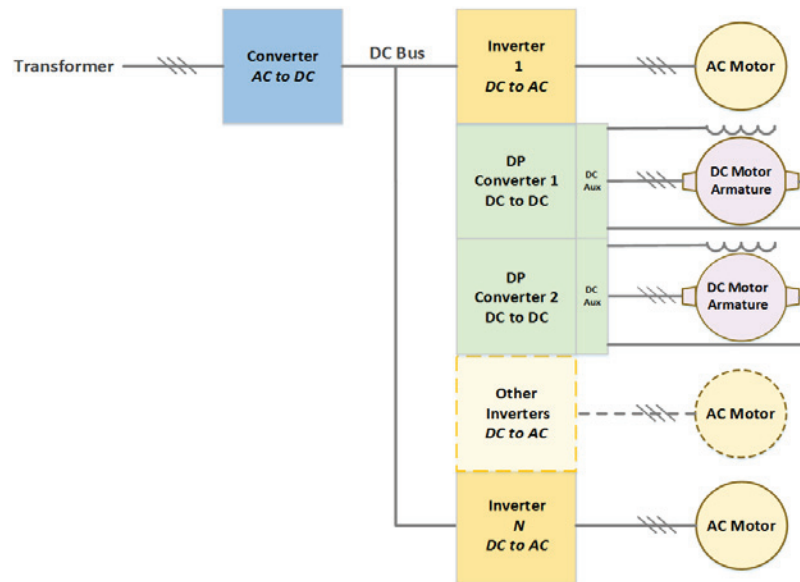 Transformer
Converter
AC to DC
DC Bus
Inverter
1
DC to AC
AC Motor
DP
Converter 1
DC to DC
DC
Aux
DC Motor
Armature
DP
Converter 2
DC to DC
DC
Aux
DC Motor
Armature
Other
Inverters
DC to AC
AC Motor
Inverter
N
DC to AC
AC Motor